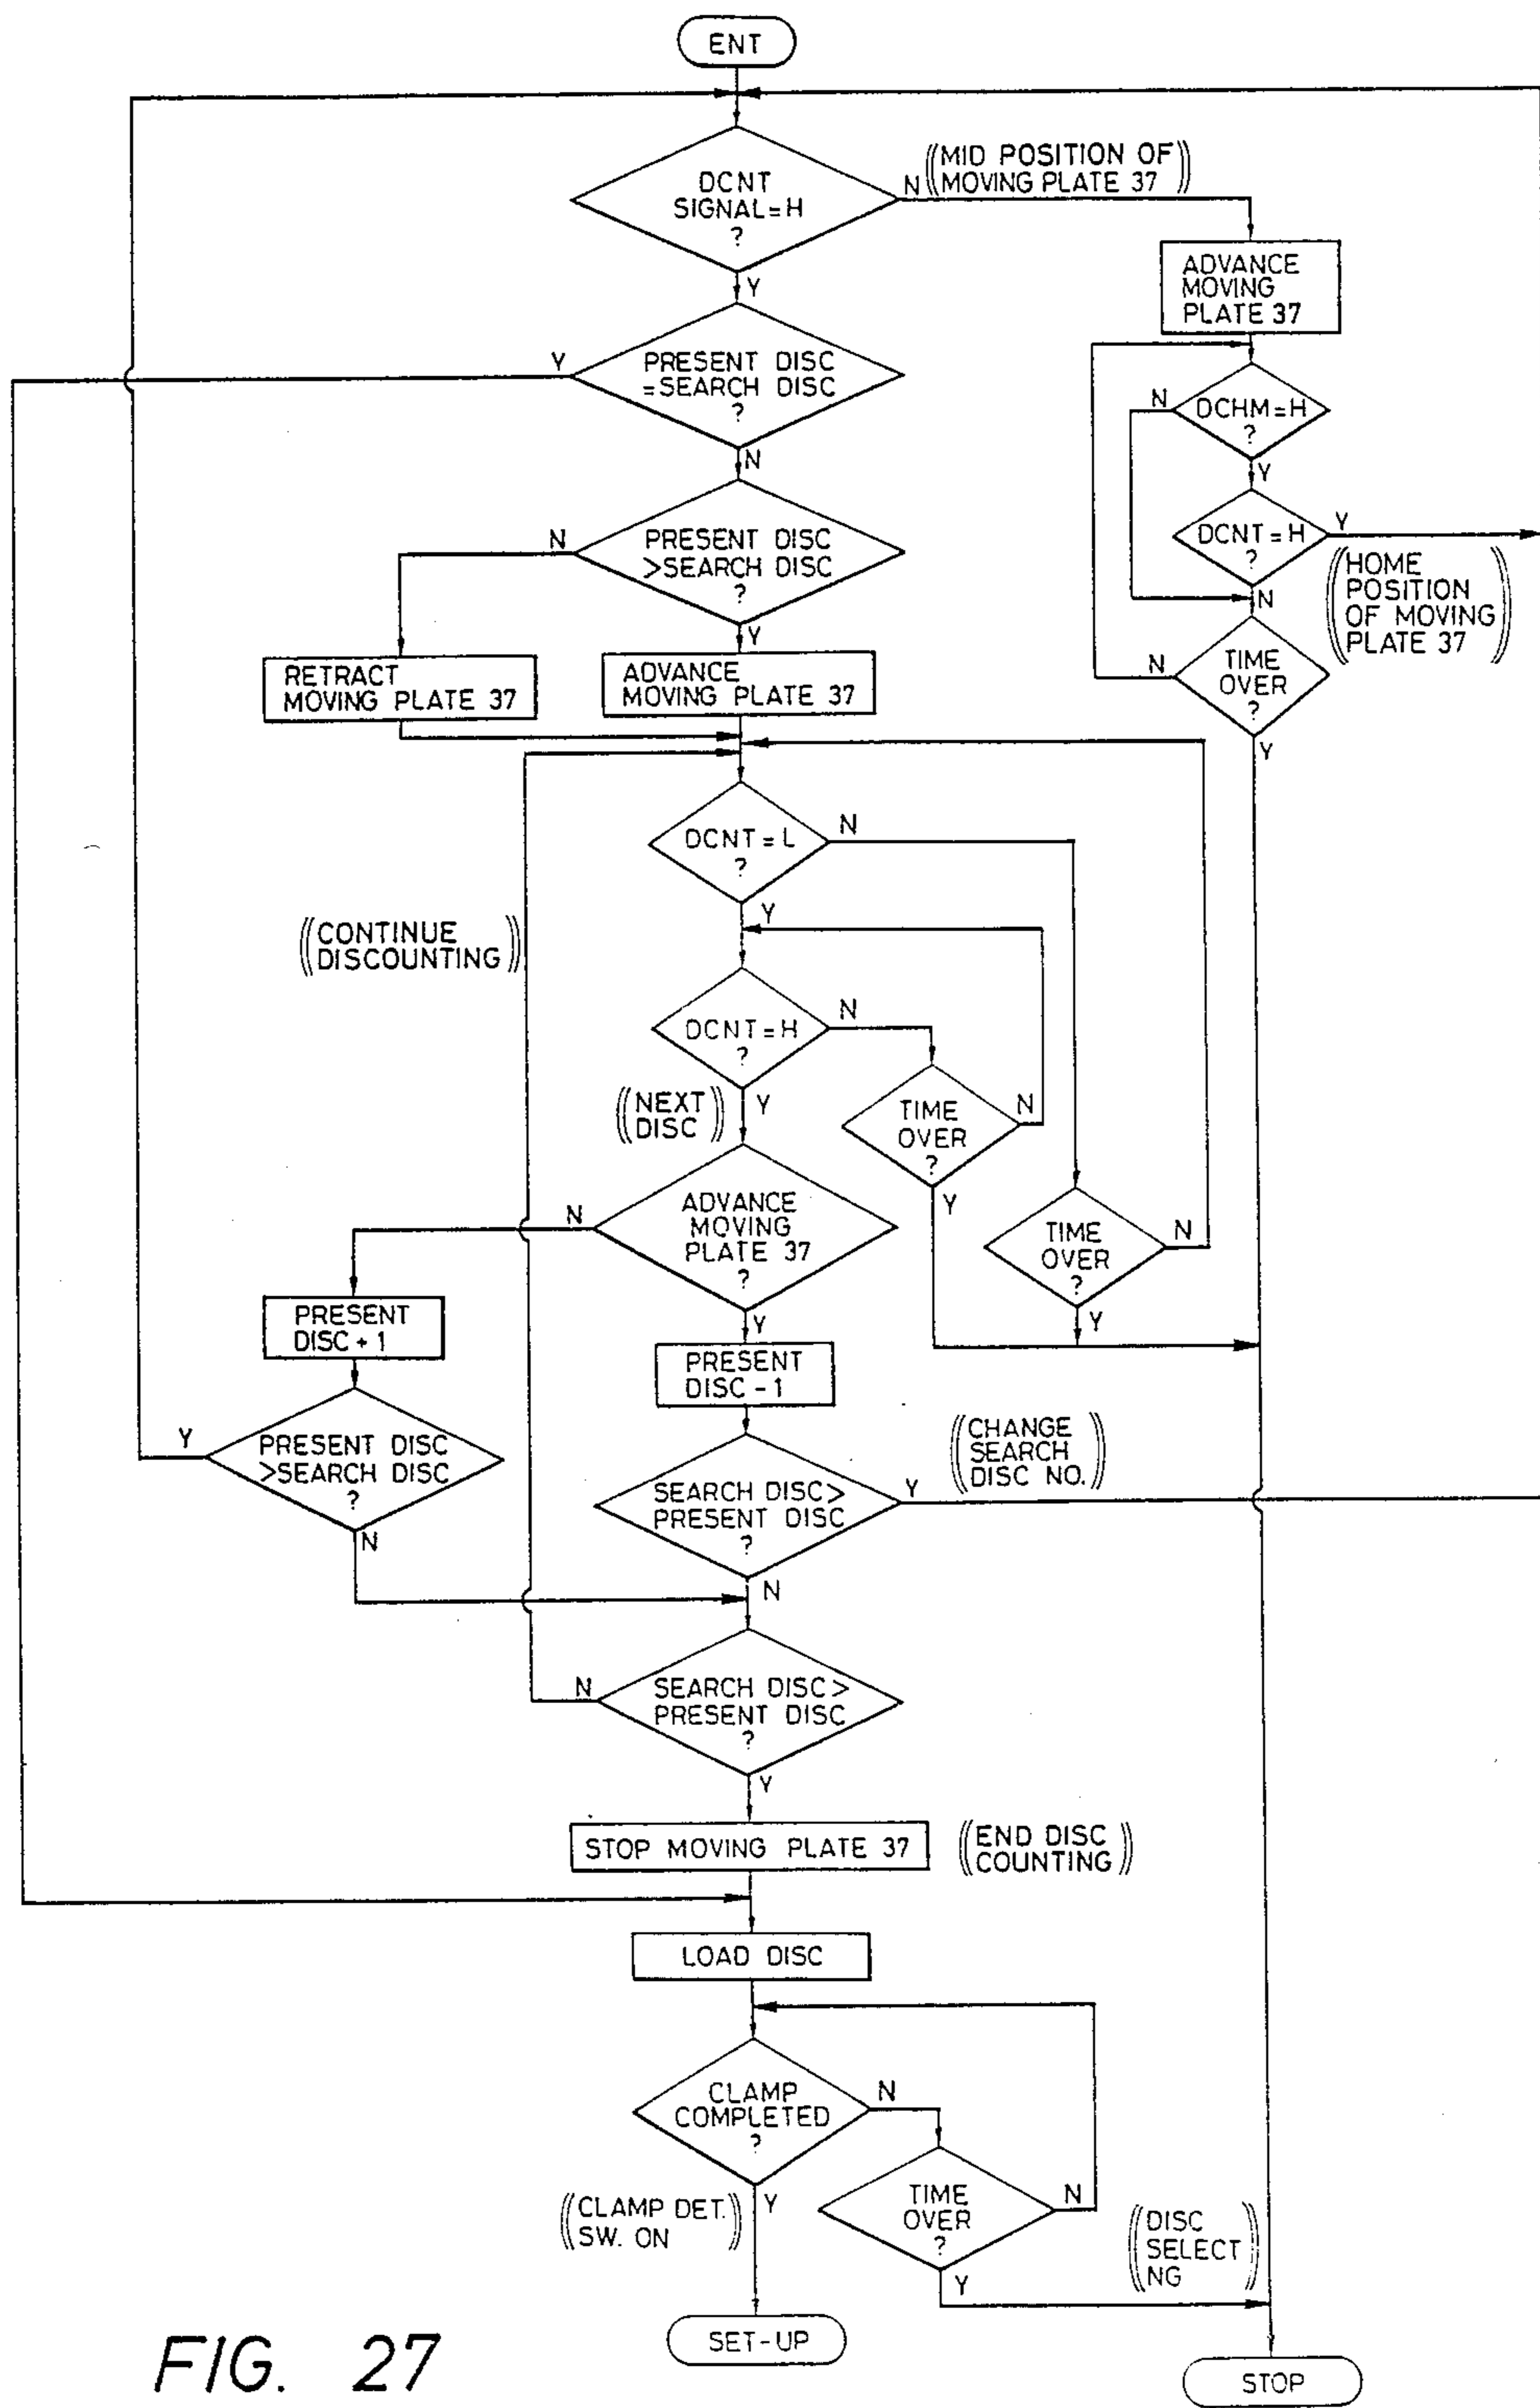 ENT
DCNT
SIGNAL=H
?
N
((MID POSITION OF
MOVING PLATE 37))
Y
ADVANCE
MOVING
PLATE 37
Y
PRESENT DISC
=SEARCH DISC
?
N
N
DCHM=H
?
Y
N
PRESENT DISC
>SEARCH DISC
?
Y
DCNT=H
?
Y
N
((HOME
POSITION
OF MOVING
PLATE 37))
RETRACT
MOVING PLATE 37
ADVANCE
MOVING PLATE 37
N
TIME
OVER
?
Y
DCNT=L
?
N
Y
((CONTINUE
DISCOUNTING))
DCNT=H
?
N
((NEXT
DISC))
Y
TIME
OVER
?
N
Y
N
ADVANCE
MOVING
PLATE 37
?
Y
TIME
OVER
?
N
Y
PRESENT
DISC+1
PRESENT
DISC-1
Y
PRESENT DISC
>SEARCH DISC
?
N
SEARCH DISC>
PRESENT DISC
?
Y
((CHANGE
SEARCH
DISC NO.))
N
N
SEARCH DISC>
PRESENT DISC
?
Y
STOP MOVING PLATE 37
((END DISC
COUNTING))
LOAD DISC
CLAMP
COMPLETED
?
N
((CLAMP DET.
SW. ON))
Y
TIME
OVER
?
N
Y
((DISC
SELECT
NG))
SET-UP
STOP
FIG. 27